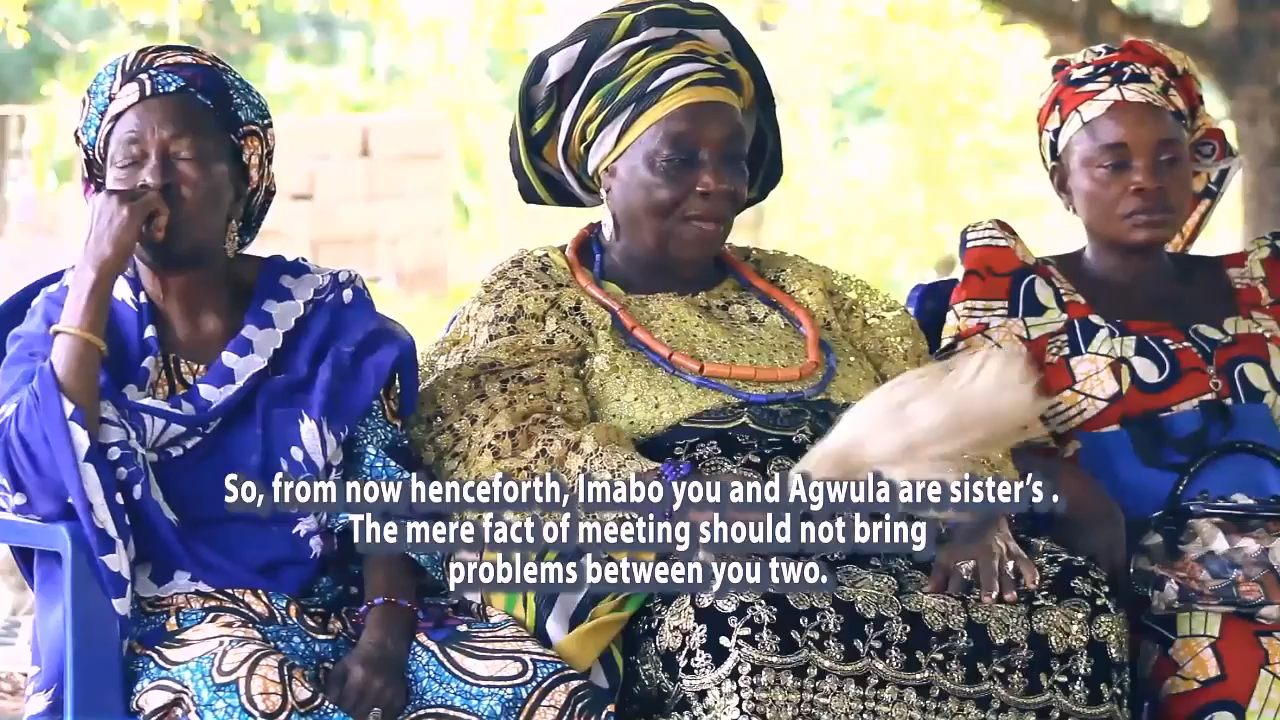 So, from now henceforth, Imabo you and Agwula are sister's .
The mere fact of meeting should not bring
problems between you two.